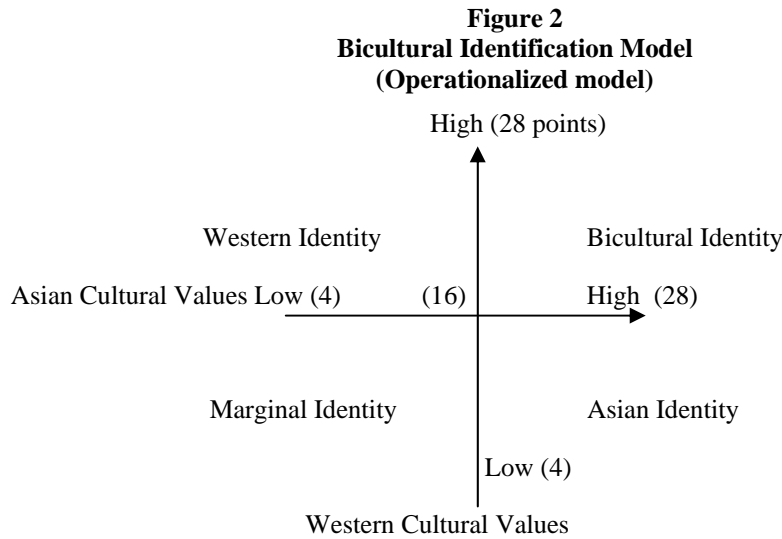 Figure 2
Bicultural Identification Model
(Operationalized model)
High (28 points)
Western Identity Bicultural Identity
Asian Cultural Values Low (4) (16) High (28)
Marginal Identity Asian Identity
Low (4)
Western Cultural Values